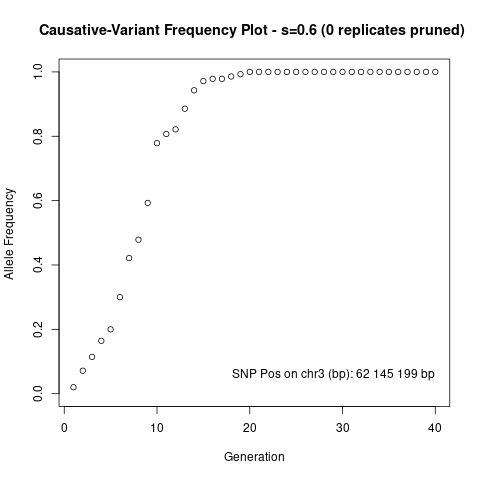 Causative-Variant Frequency Plot - s=0.6 (0 replicates pruned)
Allele Frequency
1.0
0.8
0.6
0.4
0.2
0.0
SNP Pos on chr3 (bp): 62 145 199 bp
0 10 20 30 40
Generation